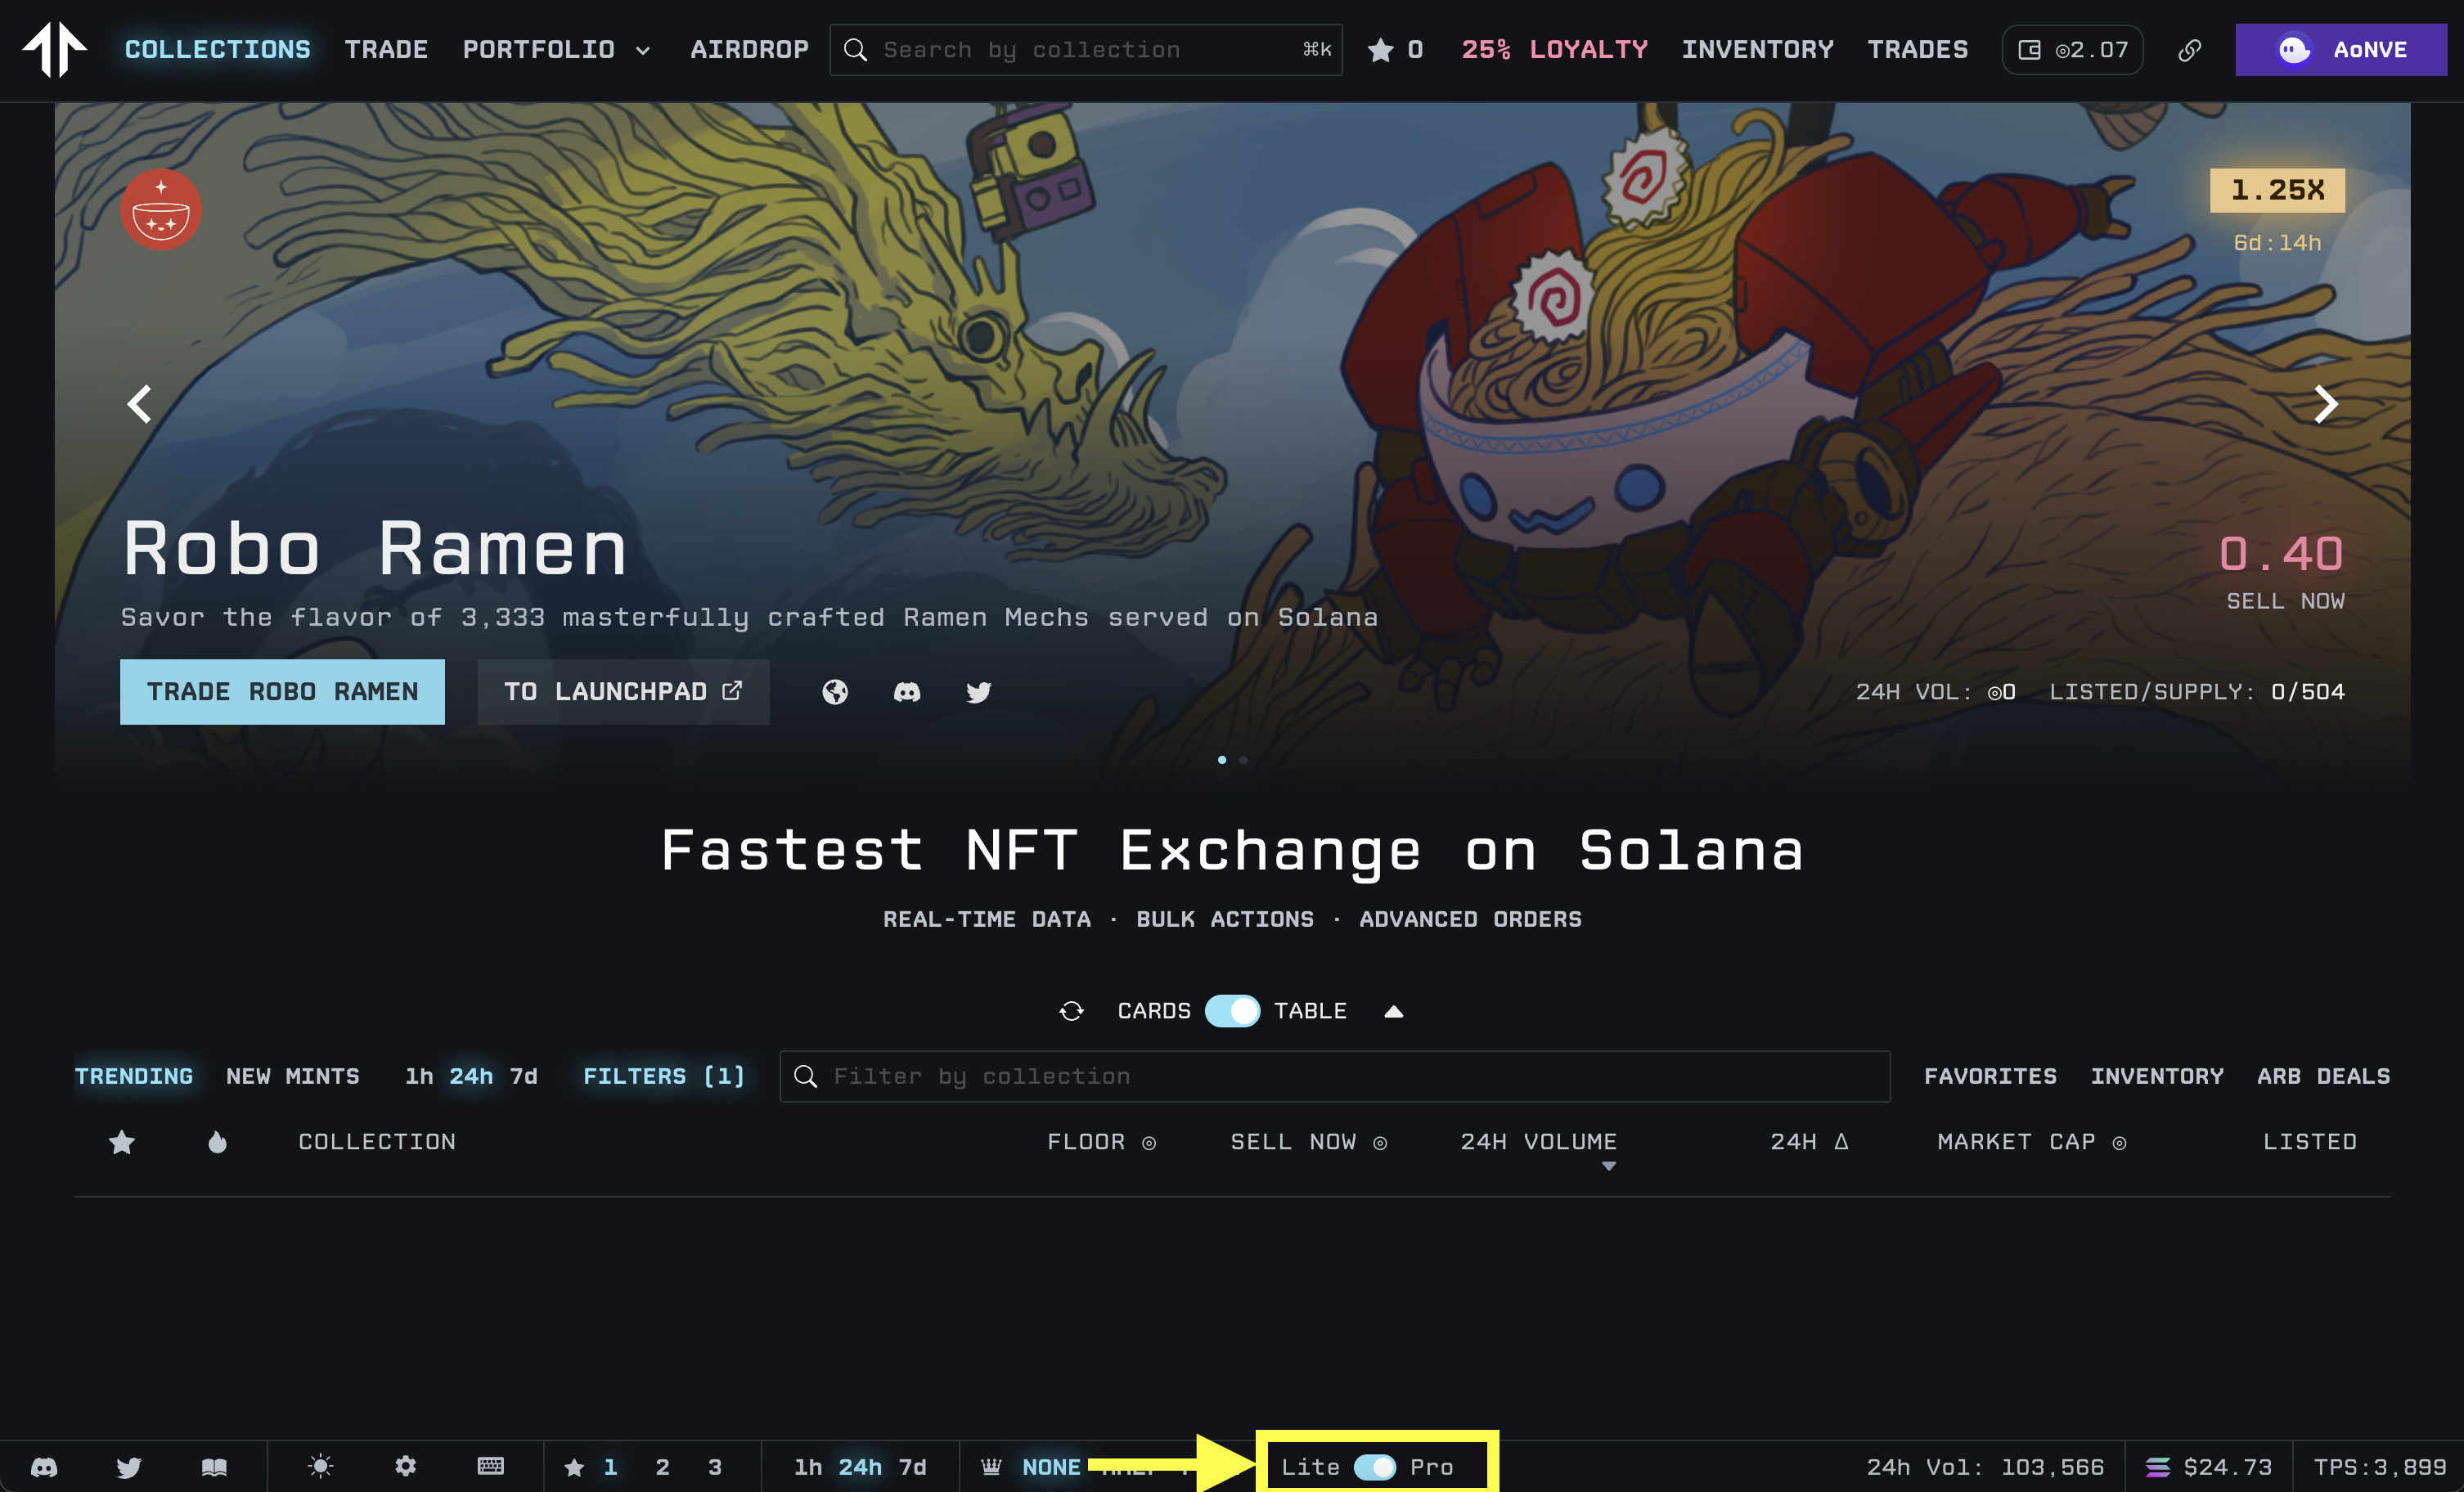 COLLECTIONS TRADE PORTFOLIO AIRDROP Search by collection ⌘k 0 25% LOYALTY INVENTORY TRADES ◎2.07 AoNVE
1.25X
6d:14h
Robo Ramen
0.40
SELL NOW
Savor the flavor of 3,333 masterfully crafted Ramen Mechs served on Solana
TRADE ROBO RAMEN TO LAUNCHPAD 24H VOL: ◎0 LISTED/SUPPLY: 0/504
Fastest NFT Exchange on Solana
REAL-TIME DATA · BULK ACTIONS · ADVANCED ORDERS
CARDS TABLE
TRENDING NEW MINTS 1h 24h 7d FILTERS (1) Filter by collection FAVORITES INVENTORY ARB DEALS
COLLECTION FLOOR ◎ SELL NOW ◎ 24H VOLUME 24H Δ MARKET CAP ◎ LISTED
1 2 3 1h 24h 7d NONE Lite Pro 24h Vol: 103,566 $24.73 TPS:3,899